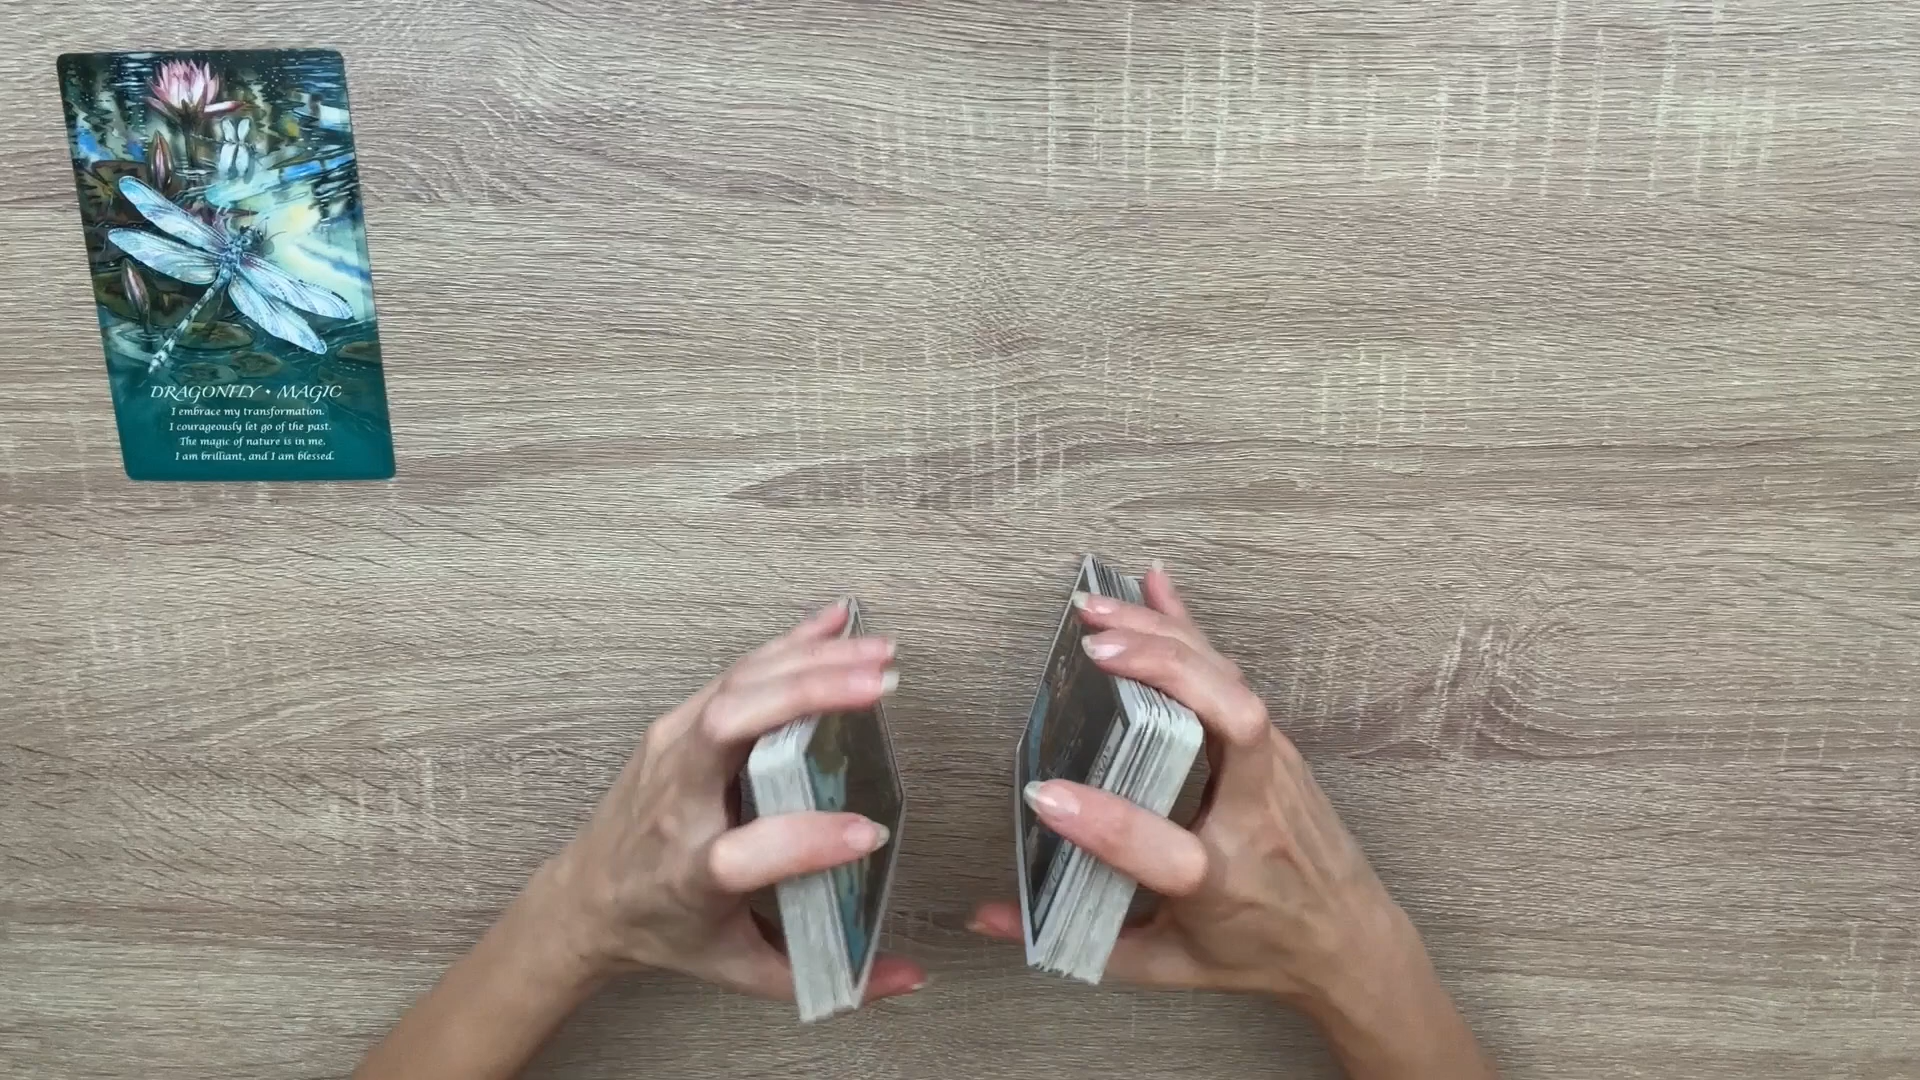 DRAGONFLY • MAGIC
I embrace my transformation.
I courageously let go of the past.
The magic of nature is in me.
I am brilliant, and I am blessed.